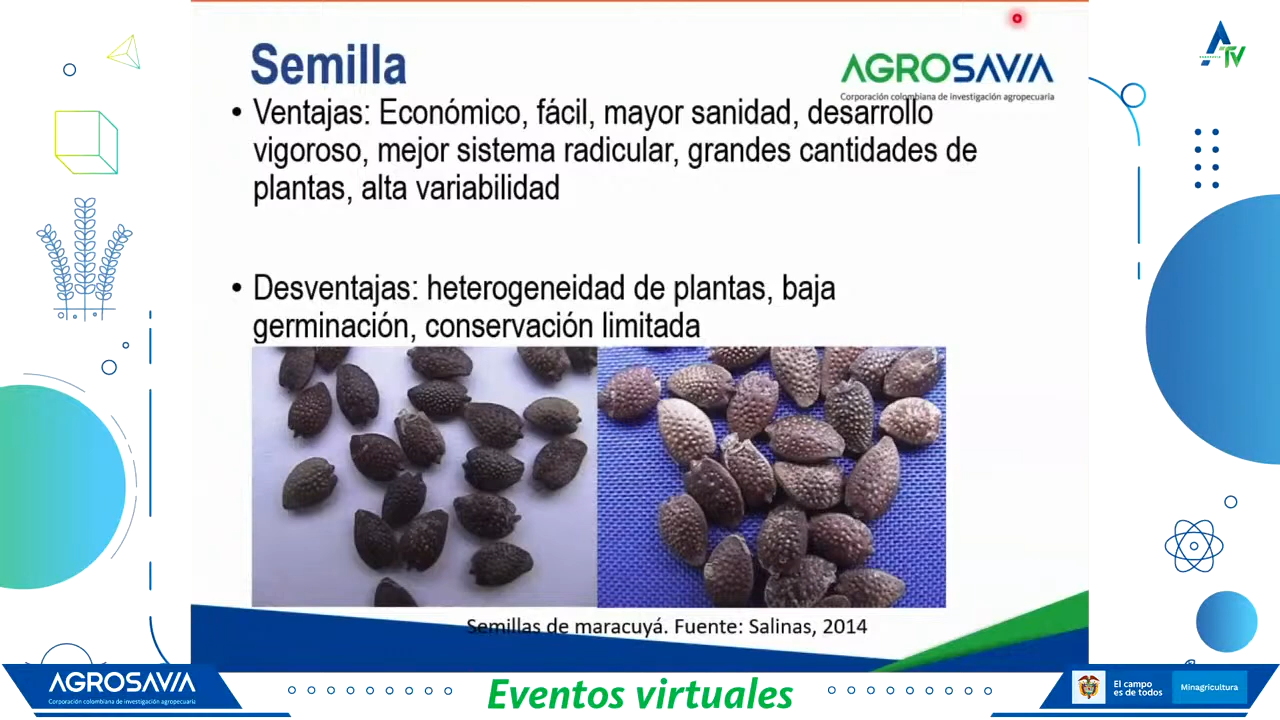 Semilla
AGROSAVIA
Corporación colombiana de investigación agropecuaria
• Ventajas: Económico, fácil, mayor sanidad, desarrollo
vigoroso, mejor sistema radicular, grandes cantidades de
plantas, alta variabilidad
• Desventajas: heterogeneidad de plantas, baja
germinación, conservación limitada
Semillas de maracuyá. Fuente: Salinas, 2014
ATV
AGROSAVIA
Corporación colombiana de investigación agropecuaria
Eventos virtuales
El campo
es de todos
Minagricultura